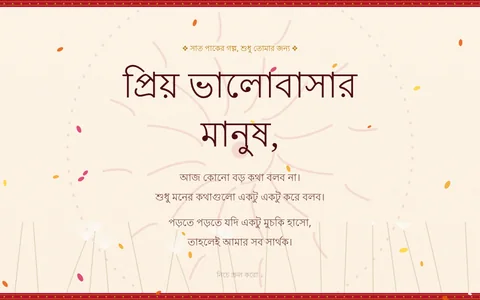 ❖ সাত পাকের গল্প, শুধু তোমার জন্য ❖
প্রিয় ভালোবাসার
মানুষ,
আজ কোনো বড় কথা বলব না।
শুধু মনের কথাগুলো একটু একটু করে বলব।
পড়তে পড়তে যদি একটু মুচকি হাসো,
তাহলেই আমার সব সার্থক।